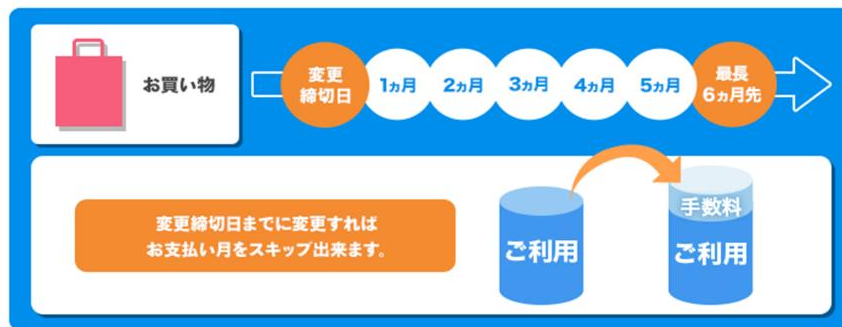 お買い物
変更
締切日
1ヵ月
2ヵ月
3ヵ月
4ヵ月
5ヵ月
最長
6ヵ月先
変更締切日までに変更すれば
お支払い月をスキップ出来ます。
ご利用
手数料
ご利用